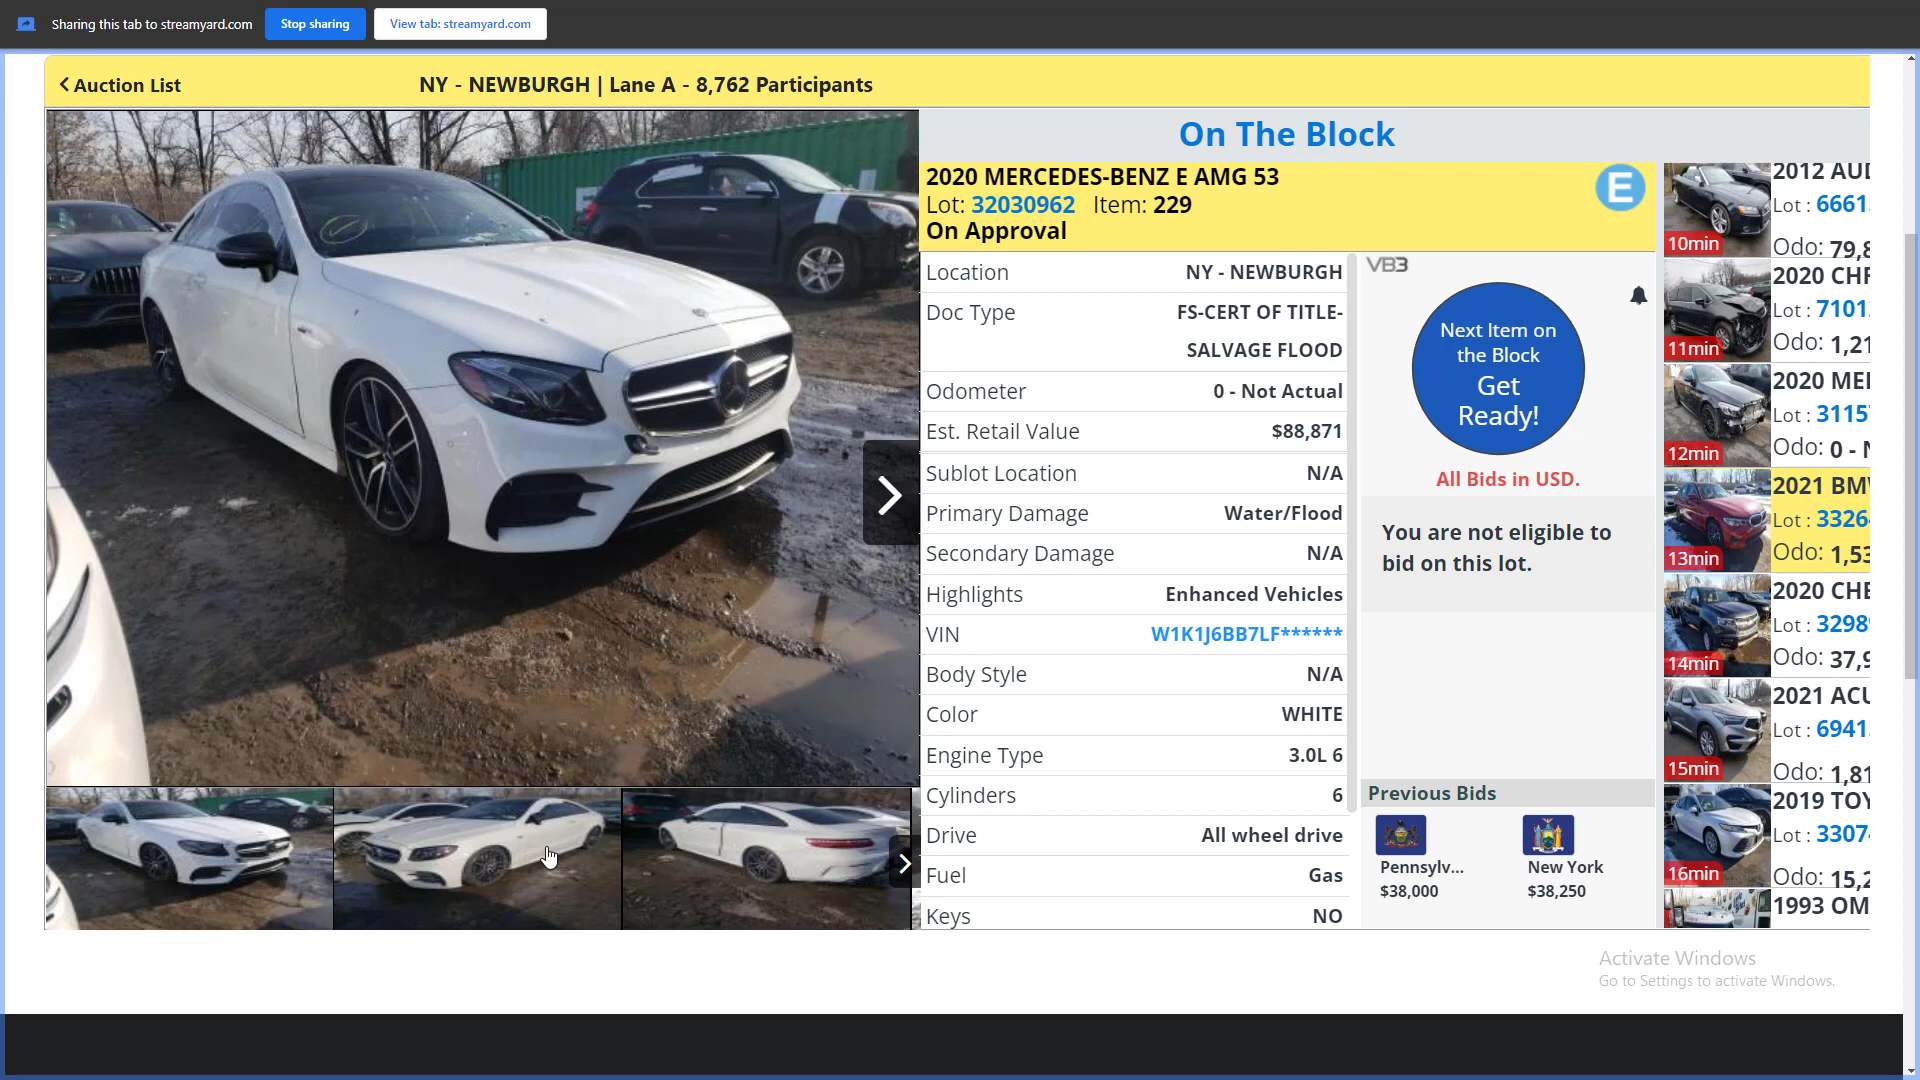 Sharing this tab to streamyard.com
Stop sharing
View tab: streamyard.com
Auction List
NY - NEWBURGH | Lane A - 8,762 Participants
On The Block
2020 MERCEDES-BENZ E AMG 53
Lot: 32030962 Item: 229
On Approval
E
Location NY - NEWBURGH
Doc Type FS-CERT OF TITLE-
SALVAGE FLOOD
Odometer 0 - Not Actual
Est. Retail Value $88,871
Sublot Location N/A
Primary Damage Water/Flood
Secondary Damage N/A
Highlights Enhanced Vehicles
VIN W1K1J6BB7LF******
Body Style N/A
Color WHITE
Engine Type 3.0L 6
Cylinders 6
Drive All wheel drive
Fuel Gas
Keys NO
VB3
Next Item on
the Block
Get
Ready!
All Bids in USD.
You are not eligible to
bid on this lot.
Previous Bids
Pennsylv...
$38,000
New York
$38,250
10min
2012 AUD
Lot : 6661
Odo: 79,8
11min
2020 CHR
Lot : 7101
Odo: 1,21
12min
2020 MER
Lot : 3115
Odo: 0 - N
13min
2021 BMW
Lot : 3326
Odo: 1,53
14min
2020 CHE
Lot : 3298
Odo: 37,9
15min
2021 ACU
Lot : 6941
Odo: 1,81
16min
2019 TOY
Lot : 3307
Odo: 15,2
1993 OM
Activate Windows
Go to Settings to activate Windows.